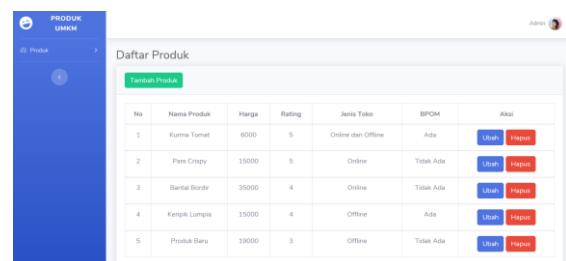 PRODUK
UMKM
Admin
Produk
Daftar Produk
Tambah Produk
No Nama Produk Harga Rating Jenis Toko BPOM Aksi
1 Kurma Tomat 6000 5 Online dan Offline Ada Ubah Hapus
2 Pare Crispy 15000 5 Online Tidak Ada Ubah Hapus
3 Bantal Bordir 35000 4 Online Tidak Ada Ubah Hapus
4 Keripik Lumpia 15000 4 Offline Ada Ubah Hapus
5 Produk Baru 19000 3 Offline Tidak Ada Ubah Hapus